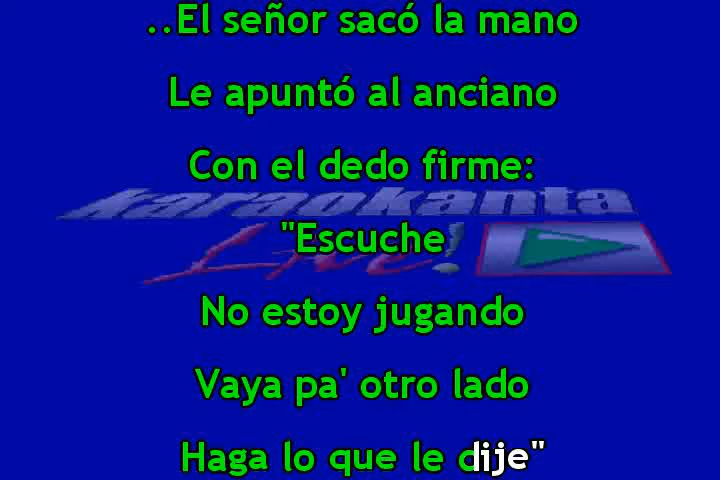 ..El señor sacó la mano
Le apuntó al anciano
Con el dedo firme:
karaokanta
"Escuche
Live!
No estoy jugando
Vaya pa' otro lado
Haga lo que le dije"